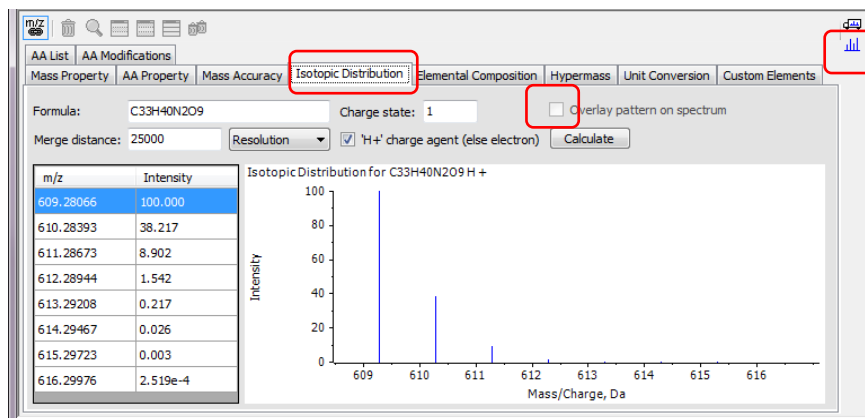 m/z
AA List AA Modifications
Mass Property AA Property Mass Accuracy Isotopic Distribution Elemental Composition Hypermass Unit Conversion Custom Elements
Formula: C33H40N2O9 Charge state: 1 Overlay pattern on spectrum
Merge distance: 25000 Resolution 'H+' charge agent (else electron) Calculate
m/z Intensity
609.28066 100.000
610.28393 38.217
611.28673 8.902
612.28944 1.542
613.29208 0.217
614.29467 0.026
615.29723 0.003
616.29976 2.519e-4
Isotopic Distribution for C33H40N2O9 H +
Intensity
100
80
60
40
20
0
609 610 611 612 613 614 615 616
Mass/Charge, Da